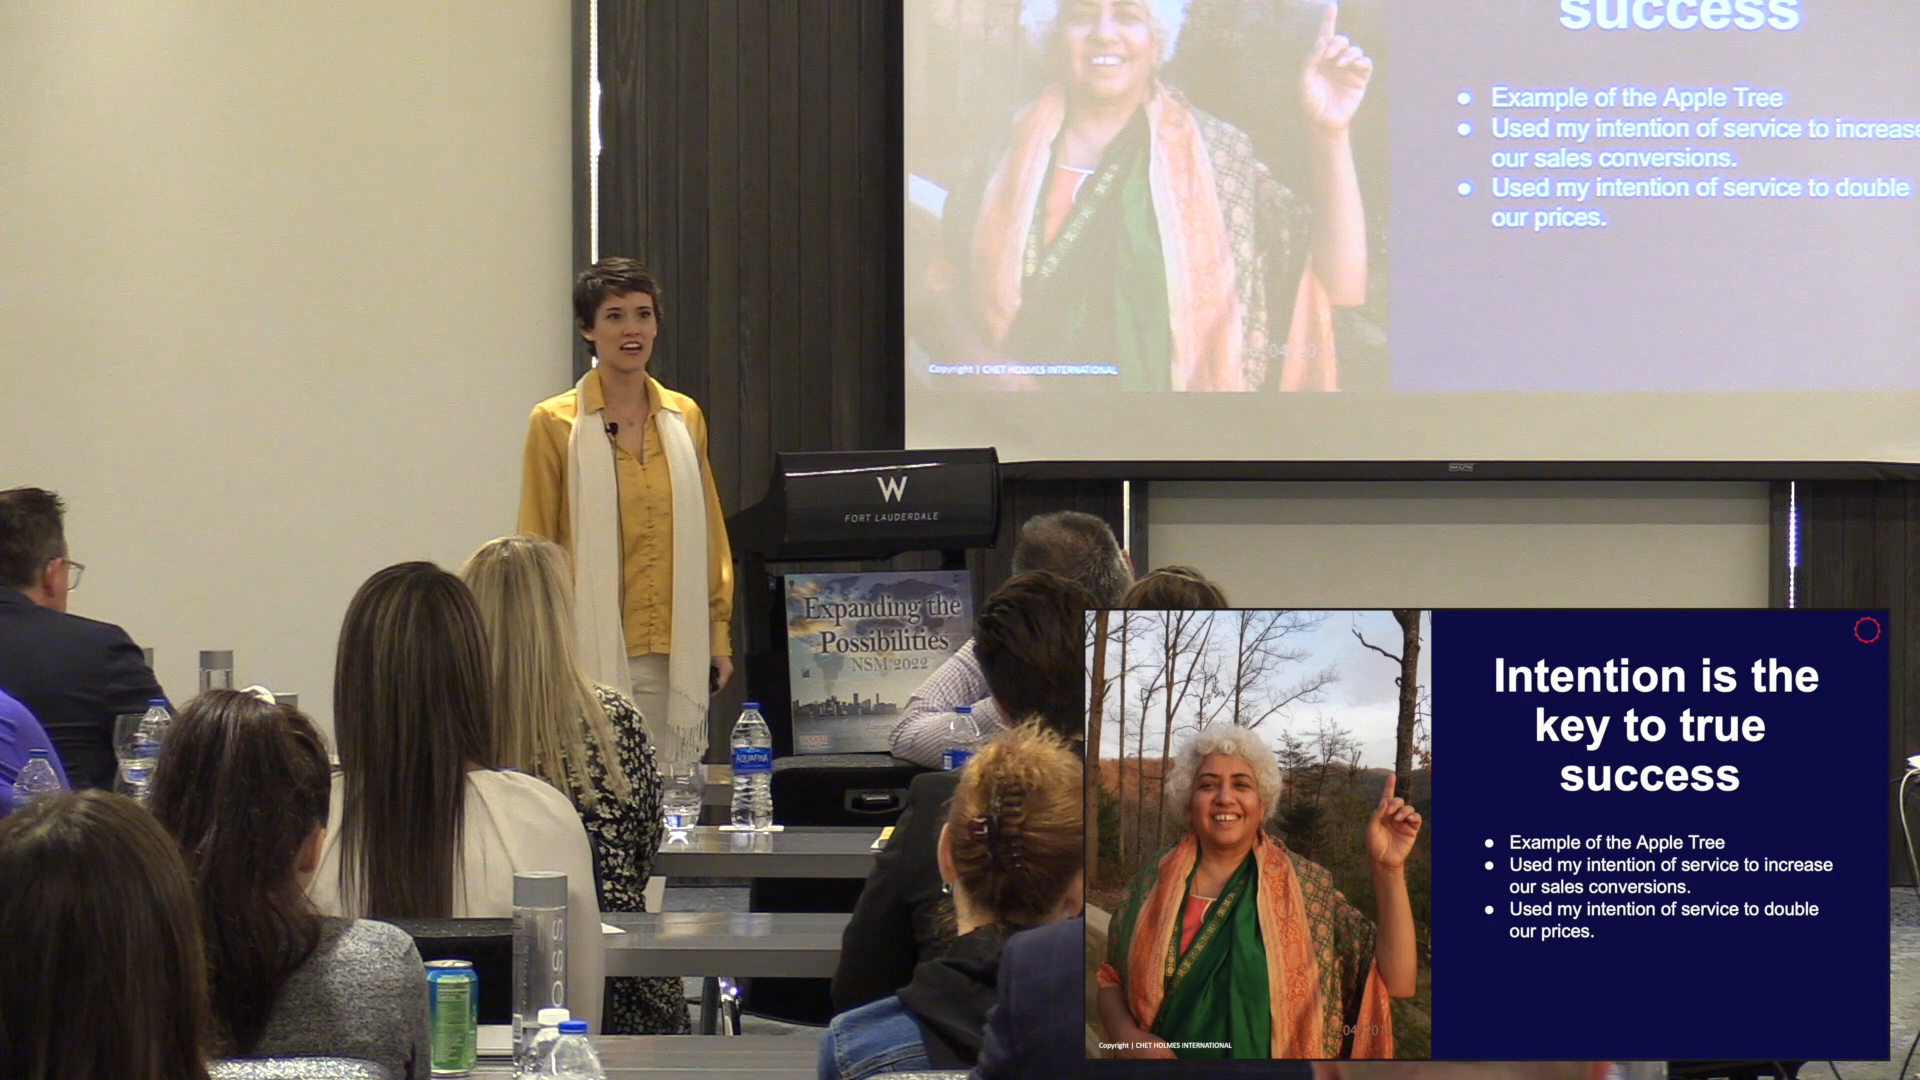 success
● Example of the Apple Tree
● Used my intention of service to increase
our sales conversions.
● Used my intention of service to double
our prices.
Copyright | CHET HOLMES INTERNATIONAL
W
FORT LAUDERDALE
Expanding the
Possibilities
NSM 2022
AQUAFINA
OSS
Intention is the
key to true
success
● Example of the Apple Tree
● Used my intention of service to increase
our sales conversions.
● Used my intention of service to double
our prices.
Copyright | CHET HOLMES INTERNATIONAL